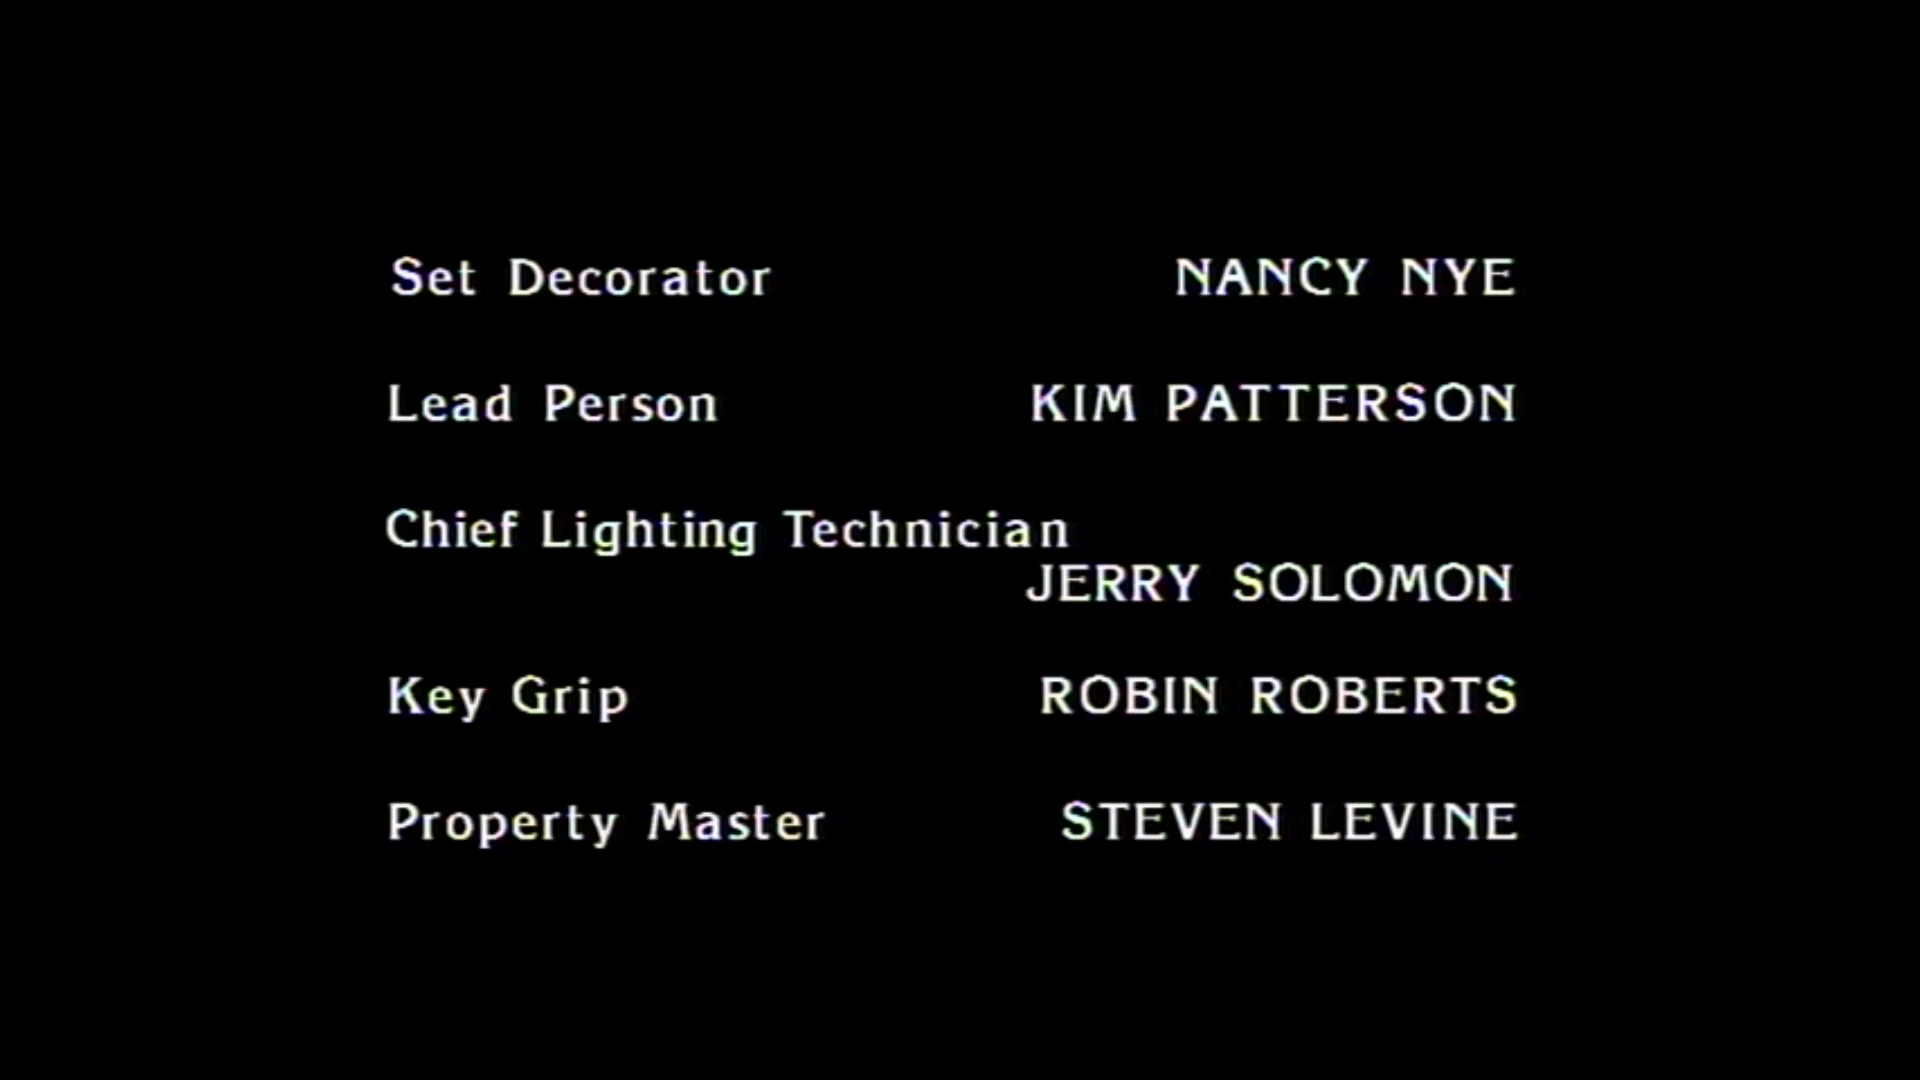 Set Decorator NANCY NYE
Lead Person KIM PATTERSON
Chief Lighting Technician
JERRY SOLOMON
Key Grip ROBIN ROBERTS
Property Master STEVEN LEVINE